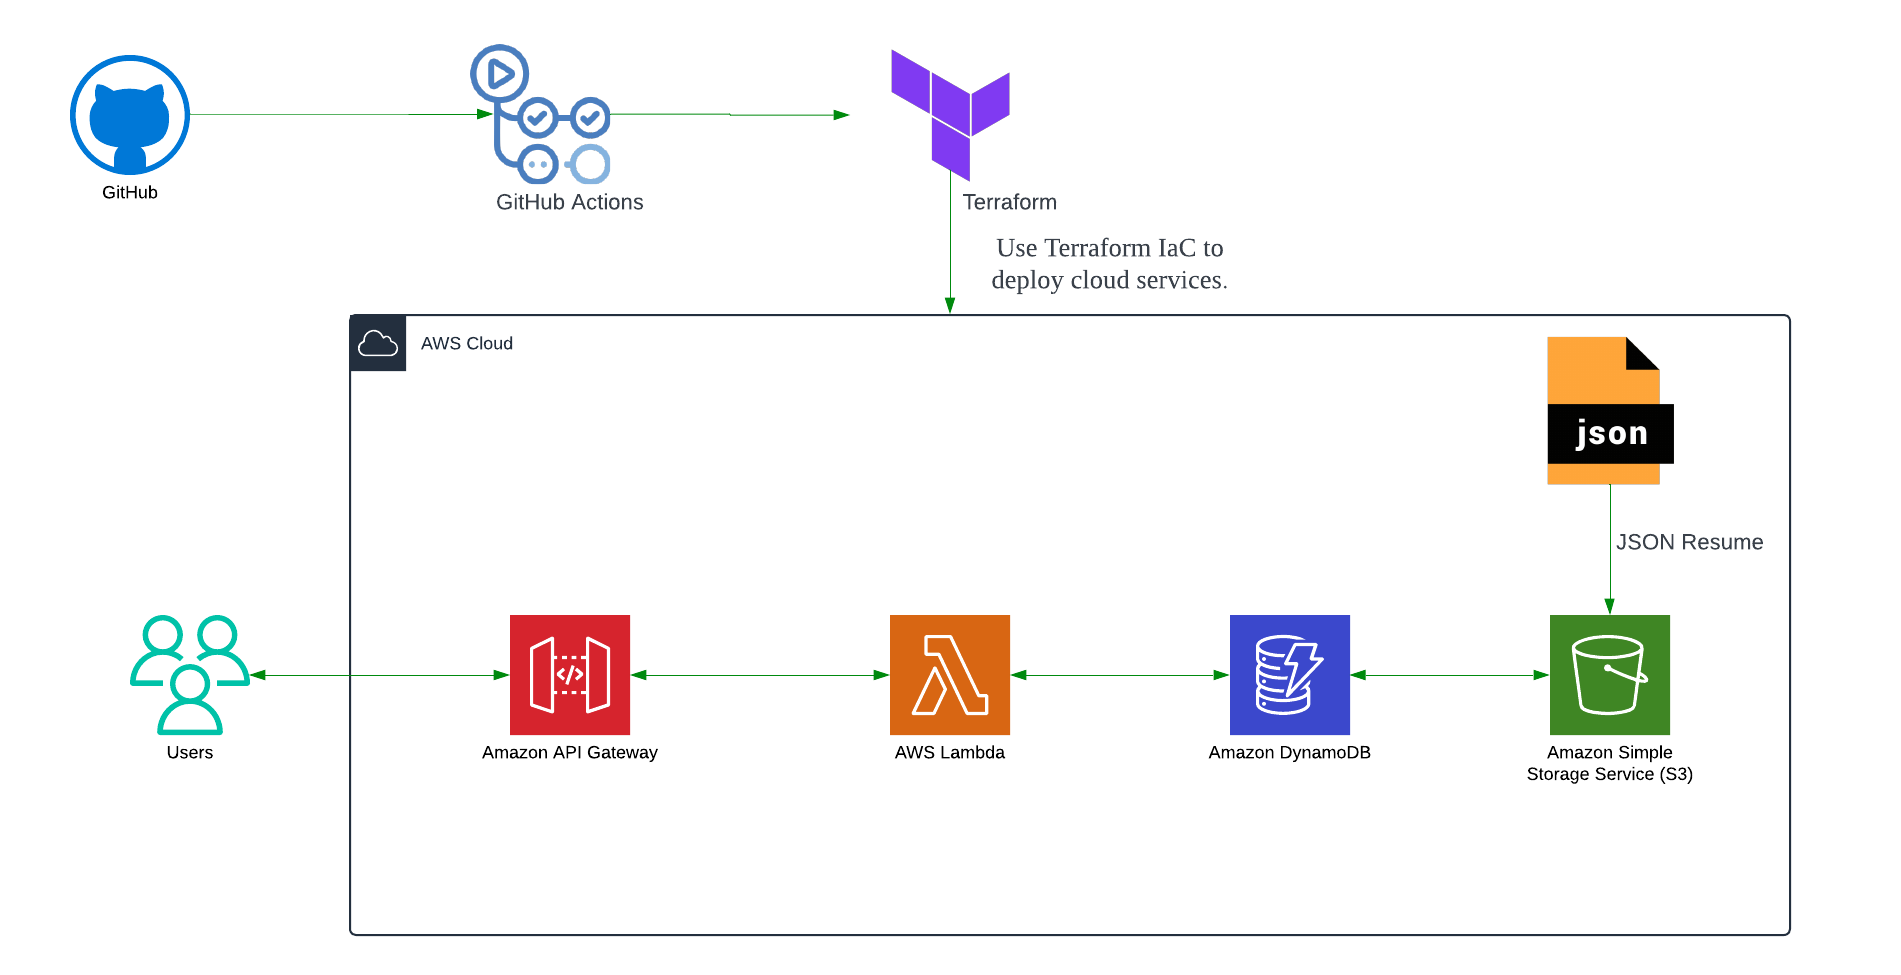 GitHub
GitHub Actions
Terraform
Use Terraform IaC to
deploy cloud services.
AWS Cloud
json
JSON Resume
</>
Users
Amazon API Gateway
AWS Lambda
Amazon DynamoDB
Amazon Simple
Storage Service (S3)